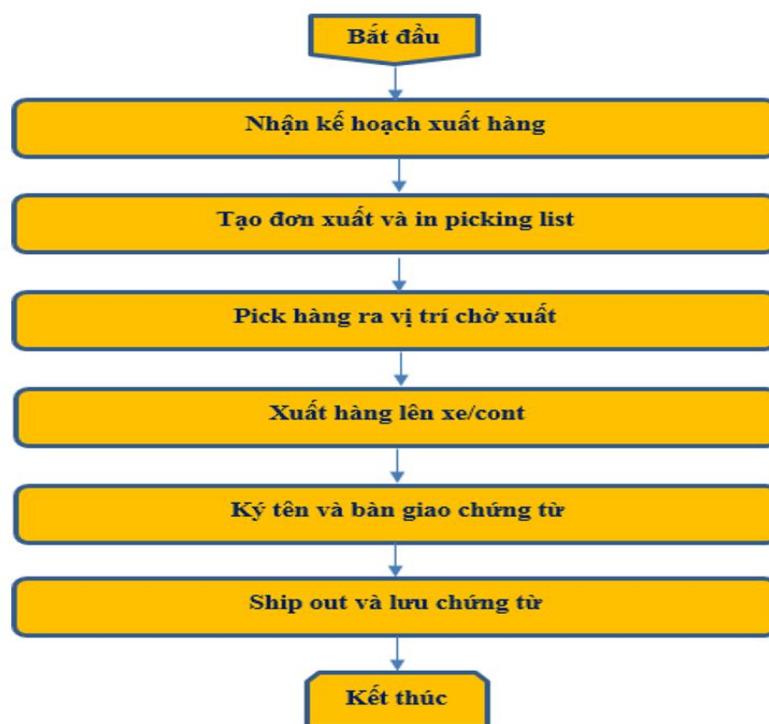 Bắt đầu
Nhận kế hoạch xuất hàng
Tạo đơn xuất và in picking list
Pick hàng ra vị trí chờ xuất
Xuất hàng lên xe/cont
Ký tên và bàn giao chứng từ
Ship out và lưu chứng từ
Kết thúc